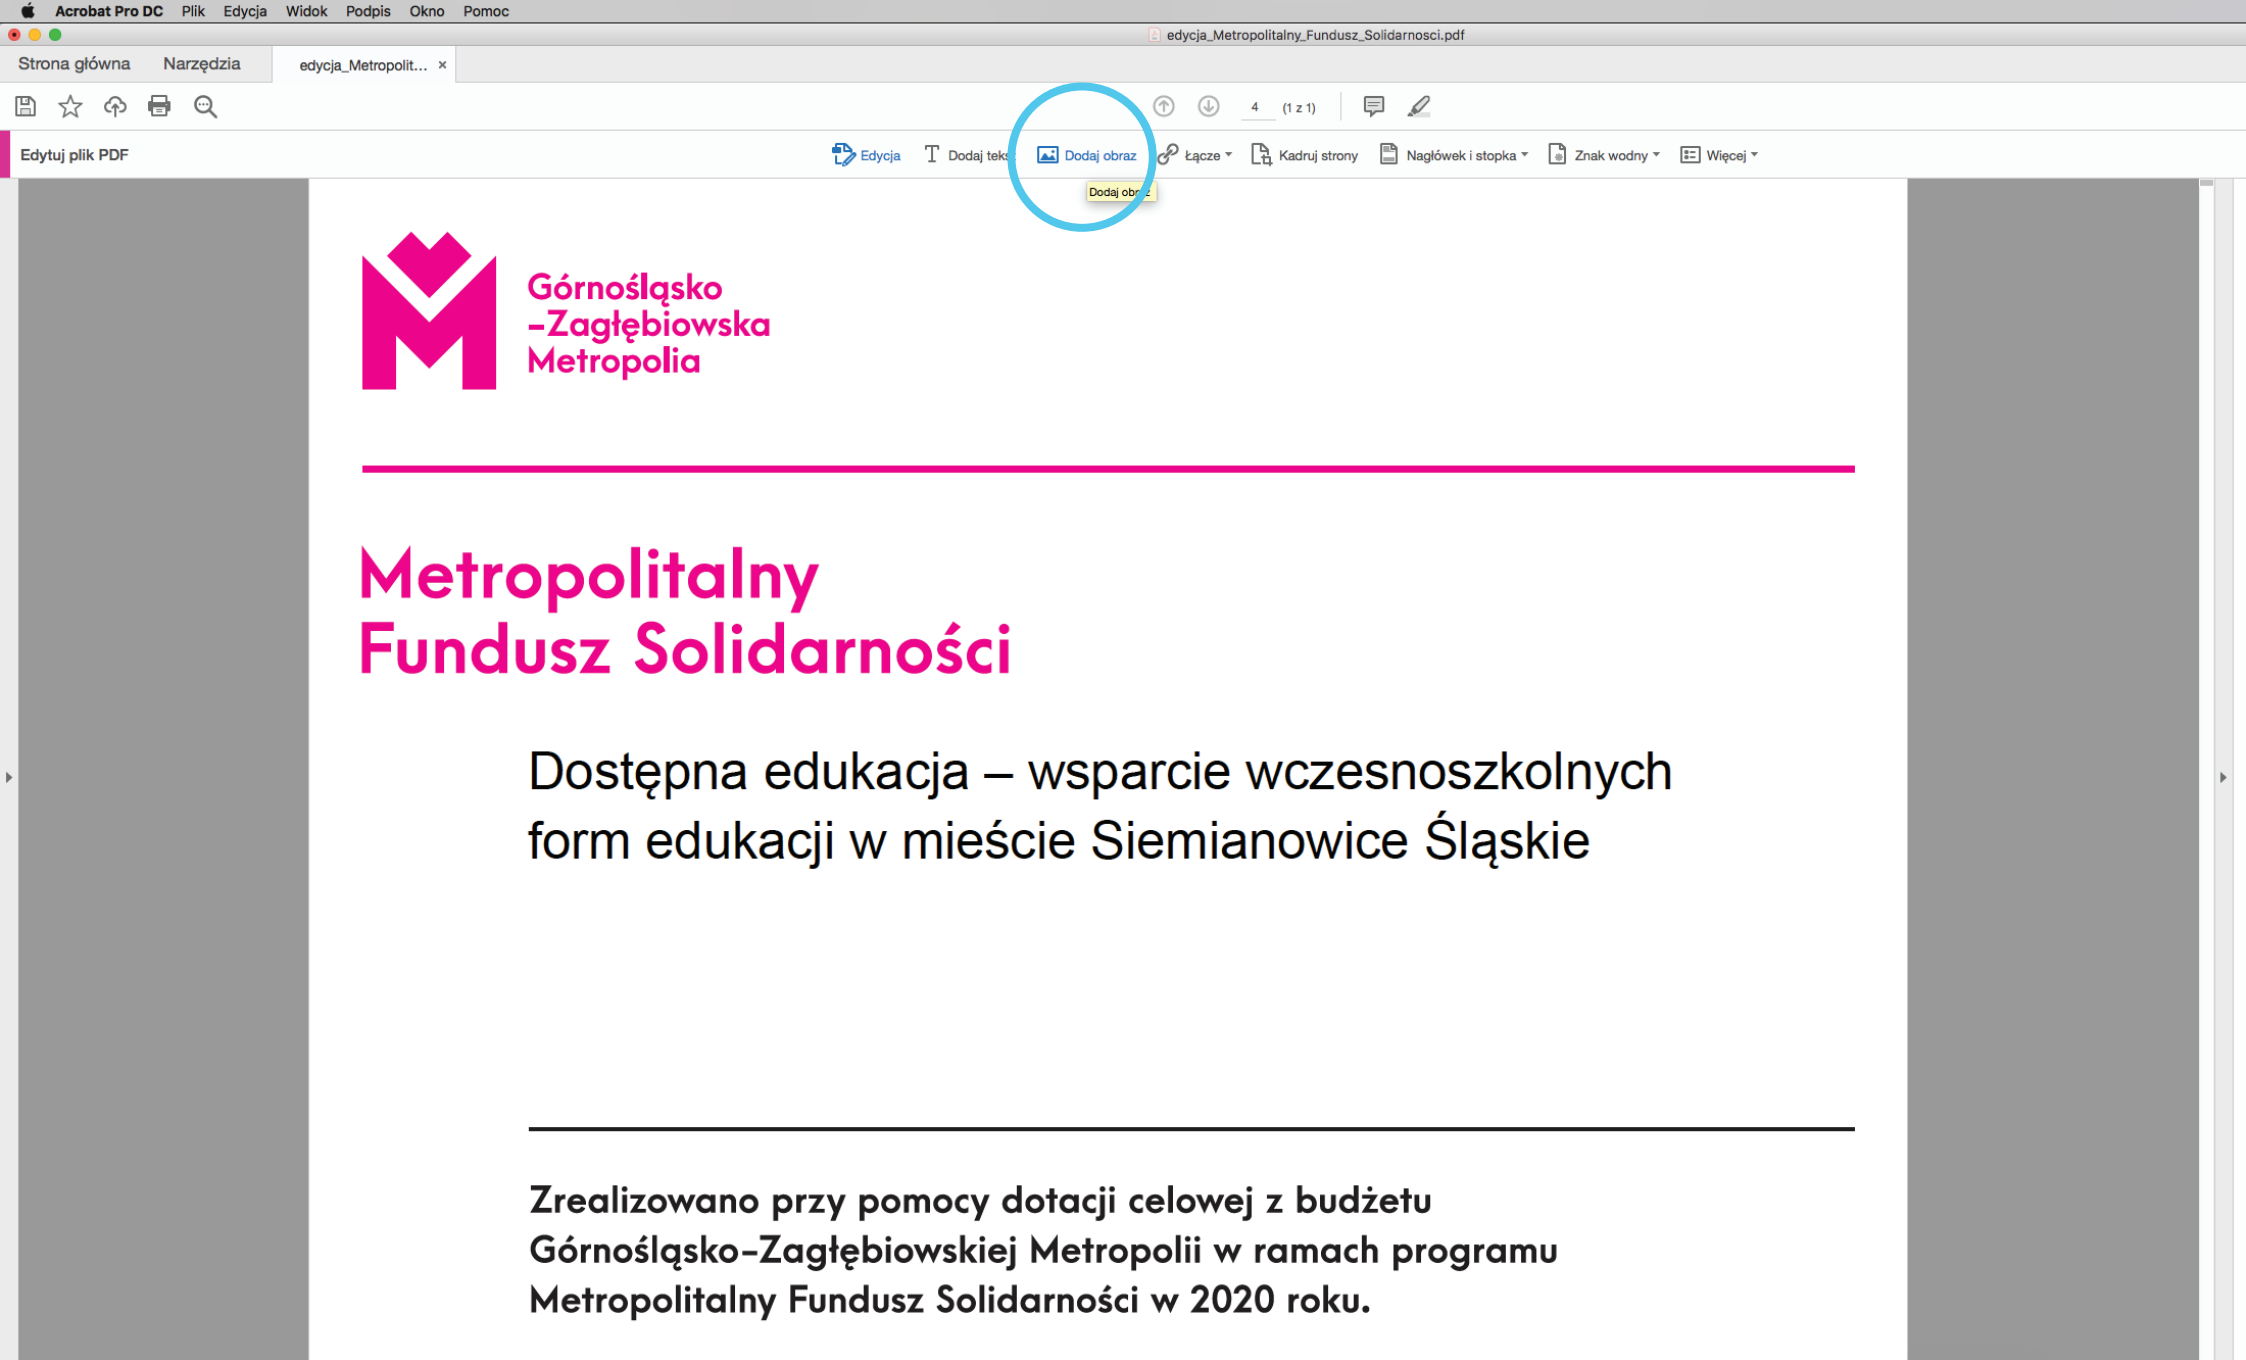 Acrobat Pro DC Plik Edycja Widok Podpis Okno Pomoc
edycja_Metropolitalny_Fundusz_Solidarnosci.pdf
Strona główna Narzędzia edycja_Metropolit... ×
4 (1 z 1)
Edytuj plik PDF Edycja Dodaj teks Dodaj obraz Łącze Kadruj strony Nagłówek i stopka Znak wodny Więcej
Dodaj obraz
Górnośląsko
-Zagłębiowska
Metropolia
Metropolitalny
Fundusz Solidarności
Dostępna edukacja – wsparcie wczesnoszkolnych
form edukacji w mieście Siemianowice Śląskie
Zrealizowano przy pomocy dotacji celowej z budżetu
Górnośląsko-Zagłębiowskiej Metropolii w ramach programu
Metropolitalny Fundusz Solidarności w 2020 roku.